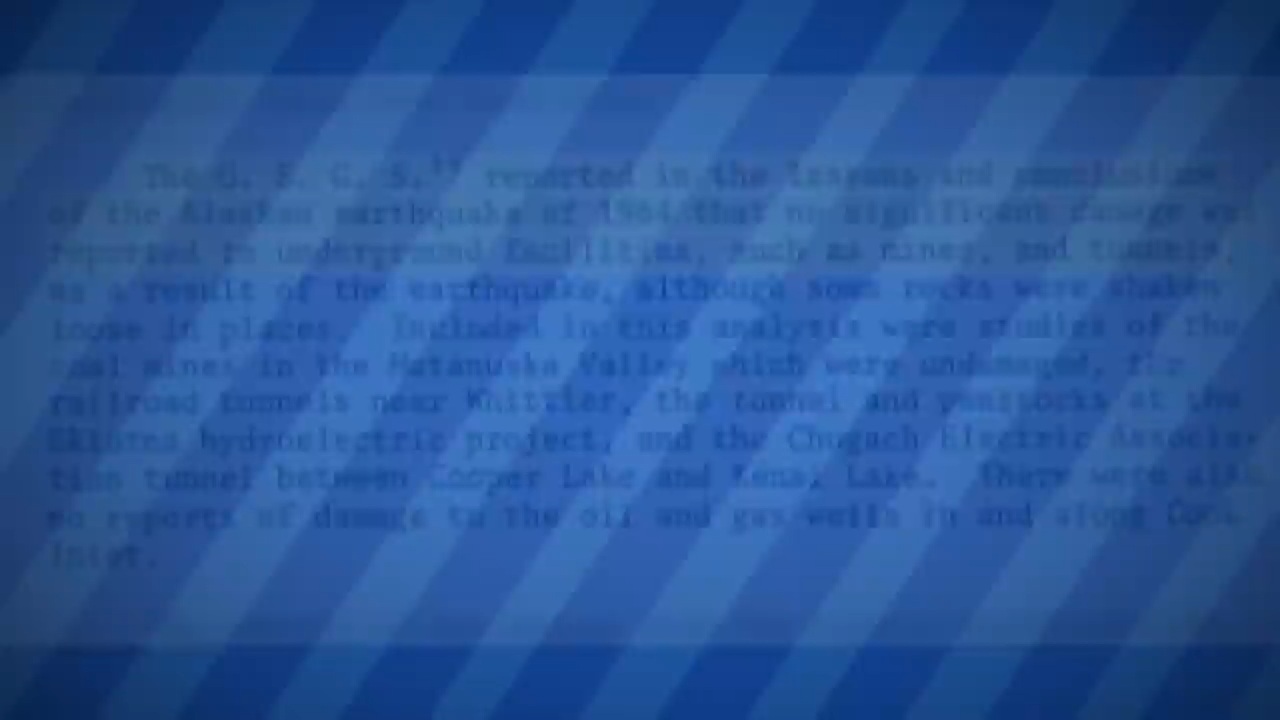 The U. S. G. S. reported in the lessons and conclusions
of the Alaskan earthquake of 1964 that no significant damage was
reported to underground facilities, such as mines, and tunnels,
as a result of the earthquake, although some rocks were shaken
loose in places. Included in this analysis were studies of the
coal mines in the Matanuska Valley which were undamaged, the
railroad tunnels near Whittier, the tunnel and penstocks at the
Eklutna hydroelectric project, and the Chugach Electric Associa-
tion tunnel between Cooper Lake and Kenai Lake. There were also
no reports of damage to the oil and gas wells in and along Cook
Inlet.